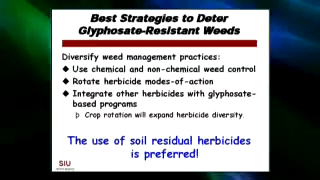 Best Strategies to Deter
Glyphosate-Resistant Weeds
Diversify weed management practices:
◆ Use chemical and non-chemical weed control
◆ Rotate herbicide modes-of-action
◆ Integrate other herbicides with glyphosate-
based programs
Þ Crop rotation will expand herbicide diversity.
The use of soil residual herbicides
is preferred!
SIU